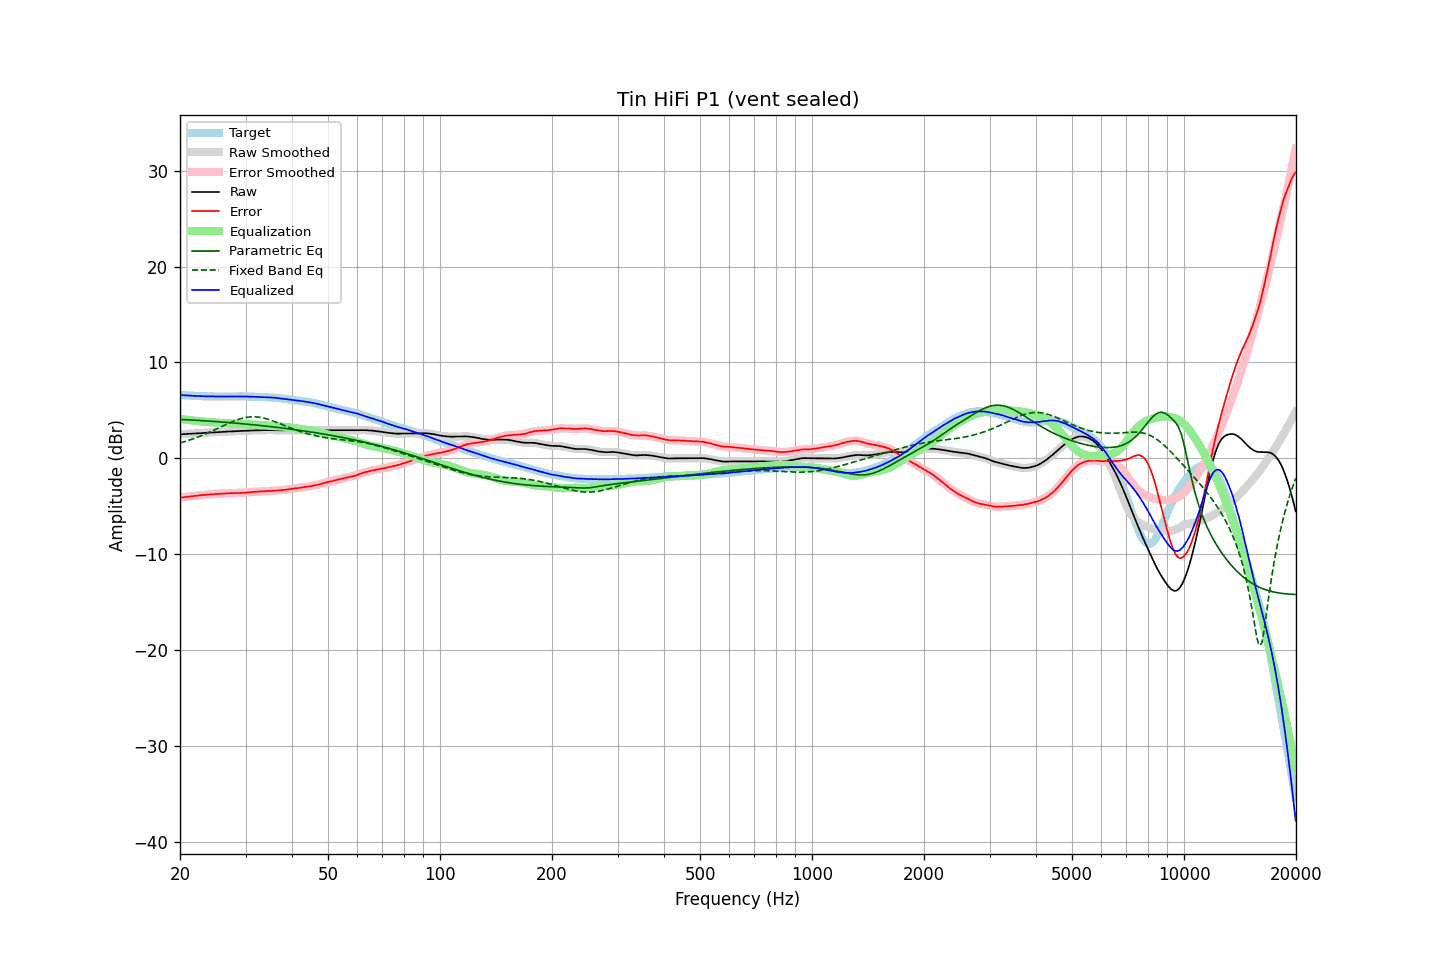 Tin HiFi P1 (vent sealed)
Target
Raw Smoothed
Error Smoothed
Raw
Error
Equalization
Parametric Eq
Fixed Band Eq
Equalized
30
20
10
0
−10
−20
−30
−40
Amplitude (dBr)
20 50 100 200 500 1000 2000 5000 10000 20000
Frequency (Hz)